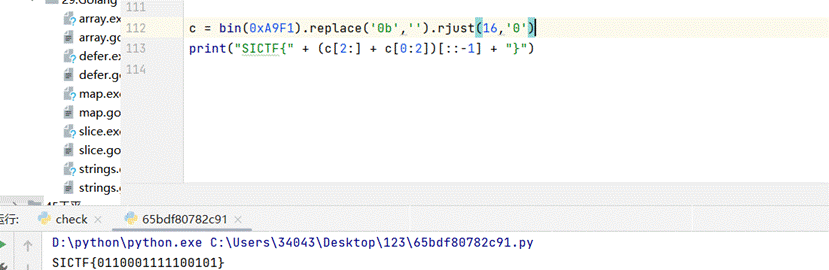 29.Golang
array.ex
array.go
defer.ex
defer.go
map.exe
map.go
slice.ex
slice.go
strings.
strings.
111
112 c = bin(0xA9F1).replace('0b','').rjust(16,'0')
113 print("SICTF{" + (c[2:] + c[0:2])[::-1] + "}")
114
运行: check × 65bdf80782c91 ×
D:\python\python.exe C:\Users\34043\Desktop\123\65bdf80782c91.py
SICTF{0110001111100101}